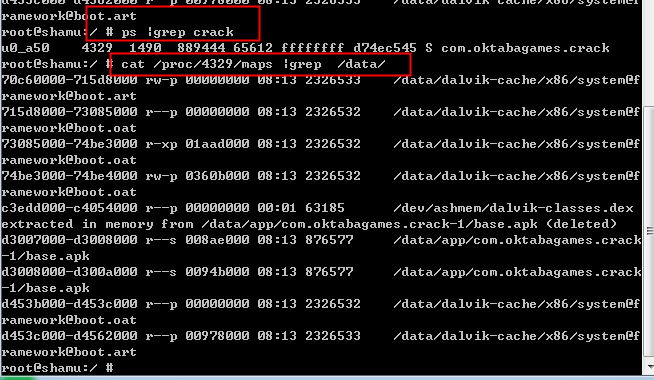 d453c000-d4562000 r--p 00978000 08:13 2326533    /data/dalvik-cache/x86/system@f
ramework@boot.art
root@shamu:/ # ps |grep crack
u0_a50    4329  1490  889444 65612 ffffffff d74ec545 S com.oktabagames.crack
root@shamu:/ # cat /proc/4329/maps |grep  /data/
70c60000-715d8000 rw-p 00000000 08:13 2326533    /data/dalvik-cache/x86/system@f
ramework@boot.art
715d8000-73085000 r--p 00000000 08:13 2326532    /data/dalvik-cache/x86/system@f
ramework@boot.oat
73085000-74be3000 r-xp 01aad000 08:13 2326532    /data/dalvik-cache/x86/system@f
ramework@boot.oat
74be3000-74be4000 rw-p 0360b000 08:13 2326532    /data/dalvik-cache/x86/system@f
ramework@boot.oat
c3edd000-c4054000 r--p 00000000 00:01 63185      /dev/ashmem/dalvik-classes.dex
extracted in memory from /data/app/com.oktabagames.crack-1/base.apk (deleted)
d3007000-d3008000 r--s 008ae000 08:13 876577     /data/app/com.oktabagames.crack
-1/base.apk
d3008000-d300a000 r--s 0094b000 08:13 876577     /data/app/com.oktabagames.crack
-1/base.apk
d453b000-d453c000 r--p 00000000 08:13 2326532    /data/dalvik-cache/x86/system@f
ramework@boot.oat
d453c000-d4562000 r--p 00978000 08:13 2326533    /data/dalvik-cache/x86/system@f
ramework@boot.art
root@shamu:/ #